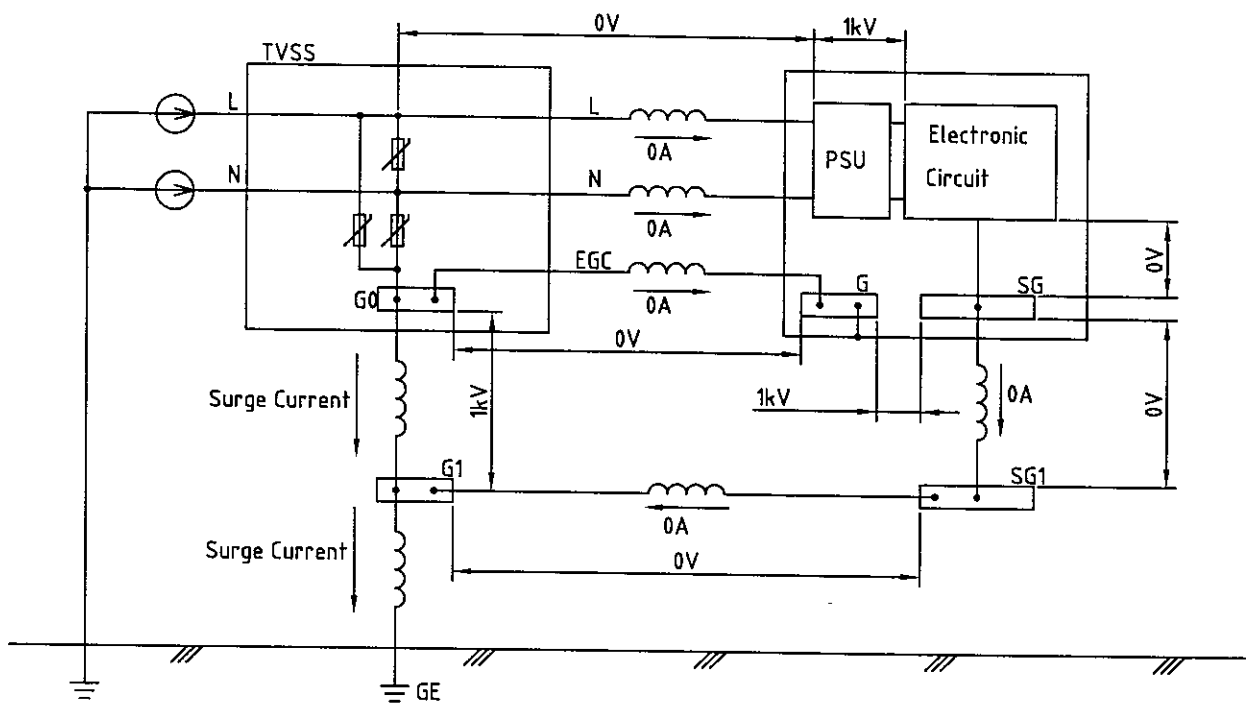 0V
1kV
TVSS
L
L
0A
PSU
Electronic
Circuit
N
N
0A
0V
EGC
0A
G0
G
SG
0V
1kV
1kV
0V
Surge Current
0A
G1
SG1
0A
Surge Current
0V
GE